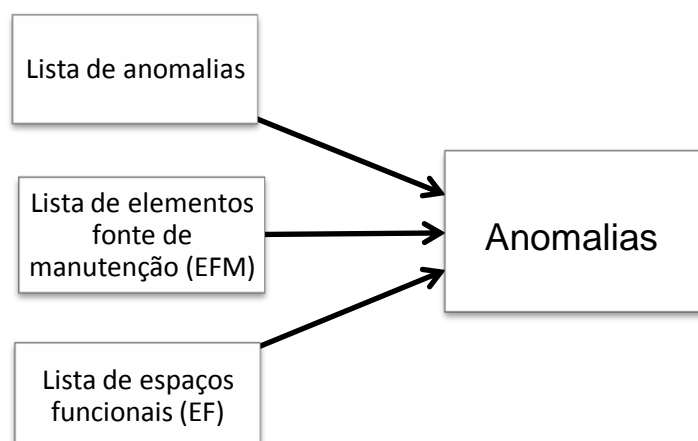 Lista de anomalias
Lista de elementos
fonte de
manutenção (EFM)
Lista de espaços
funcionais (EF)
Anomalias